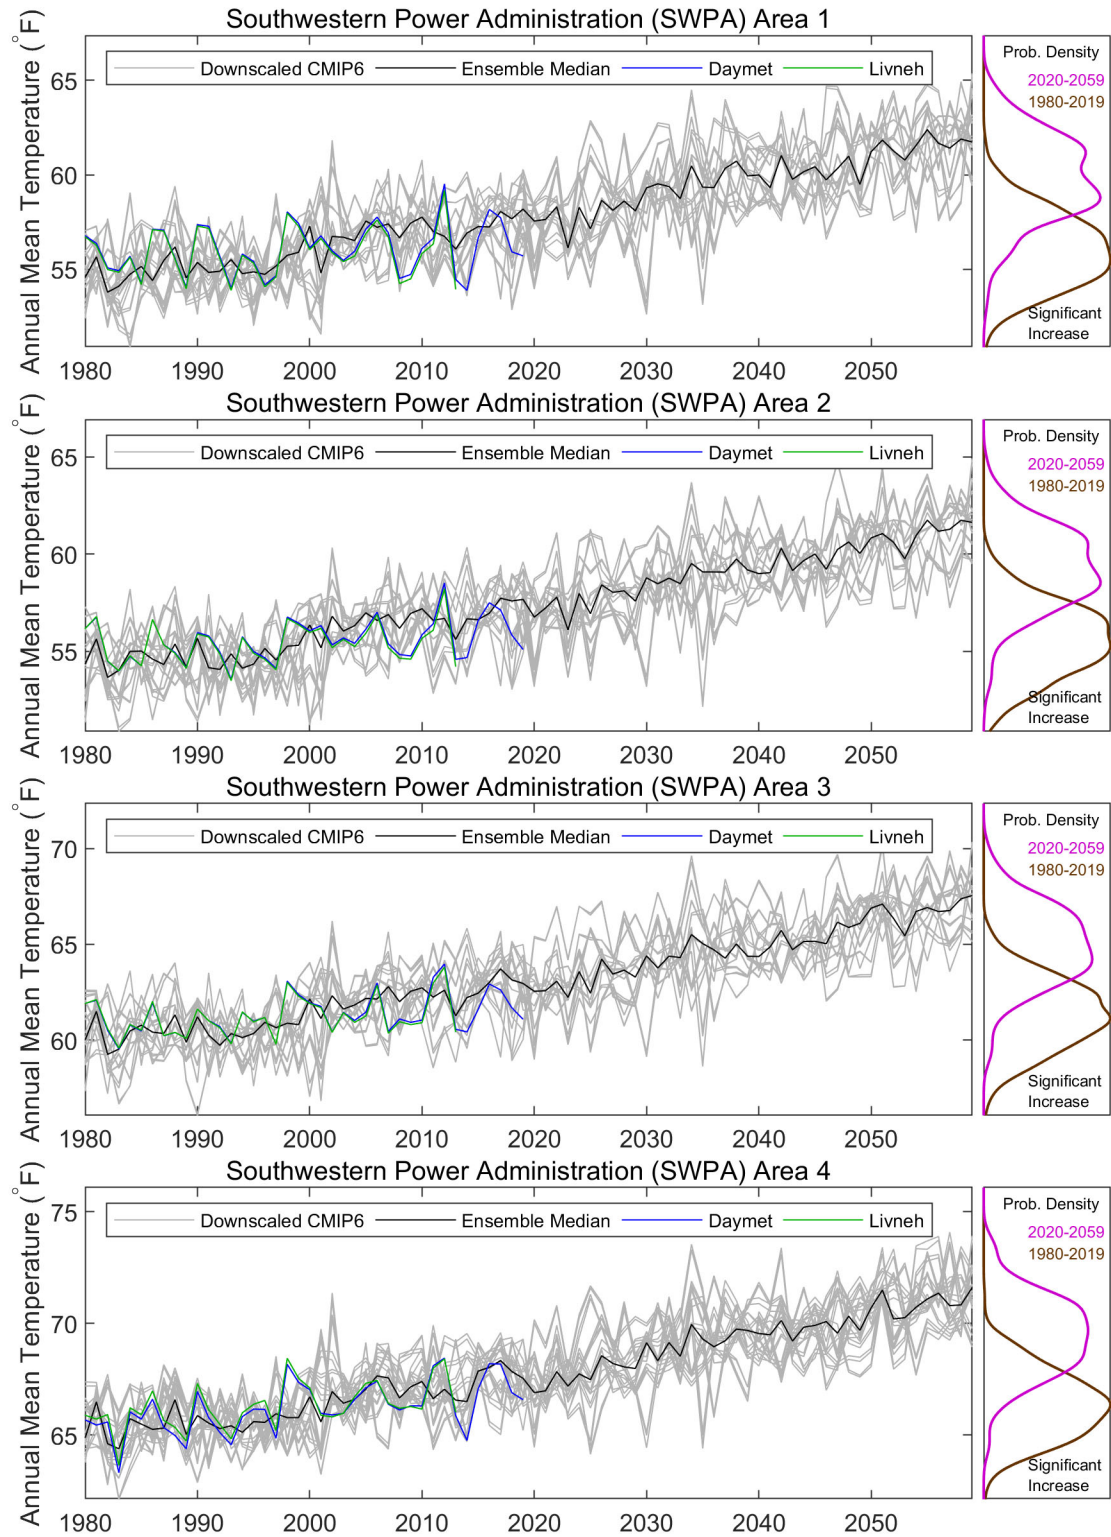 Southwestern Power Administration (SWPA) Area 1
Annual Mean Temperature (°F)
65
60
55
Downscaled CMIP6 Ensemble Median Daymet Livneh
1980 1990 2000 2010 2020 2030 2040 2050
Prob. Density
2020-2059
1980-2019
Significant
Increase
Southwestern Power Administration (SWPA) Area 2
Annual Mean Temperature (°F)
65
60
55
Downscaled CMIP6 Ensemble Median Daymet Livneh
1980 1990 2000 2010 2020 2030 2040 2050
Prob. Density
2020-2059
1980-2019
Significant
Increase
Southwestern Power Administration (SWPA) Area 3
Annual Mean Temperature (°F)
70
65
60
Downscaled CMIP6 Ensemble Median Daymet Livneh
1980 1990 2000 2010 2020 2030 2040 2050
Prob. Density
2020-2059
1980-2019
Significant
Increase
Southwestern Power Administration (SWPA) Area 4
Annual Mean Temperature (°F)
75
70
65
Downscaled CMIP6 Ensemble Median Daymet Livneh
1980 1990 2000 2010 2020 2030 2040 2050
Prob. Density
2020-2059
1980-2019
Significant
Increase